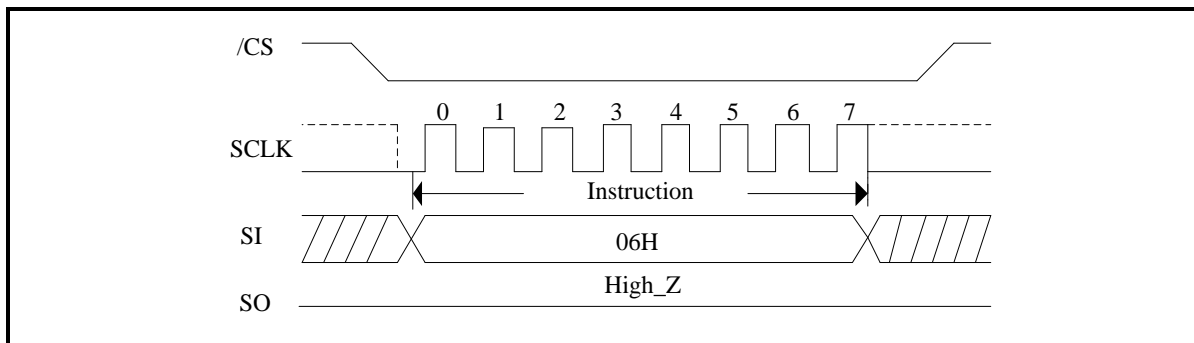 /CS
0 1 2 3 4 5 6 7
SCLK
Instruction
SI
06H
High_Z
SO